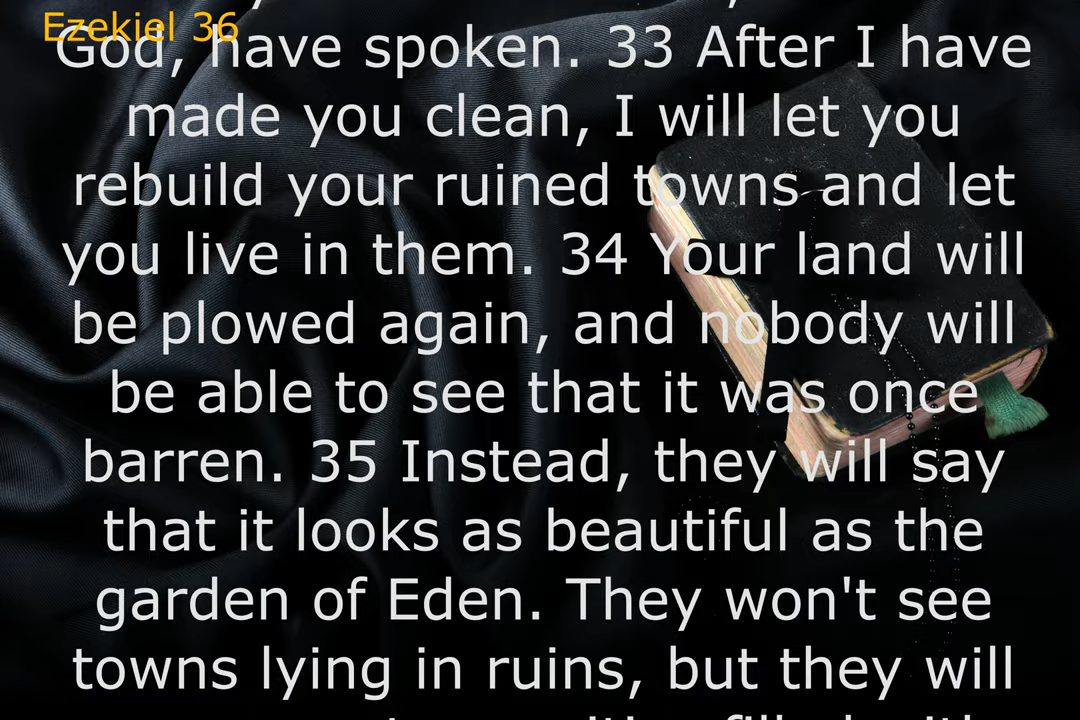 Ezekiel 36
God, have spoken. 33 After I have
made you clean, I will let you
rebuild your ruined towns and let
you live in them. 34 Your land will
be plowed again, and nobody will
be able to see that it was once
barren. 35 Instead, they will say
that it looks as beautiful as the
garden of Eden. They won't see
towns lying in ruins, but they will